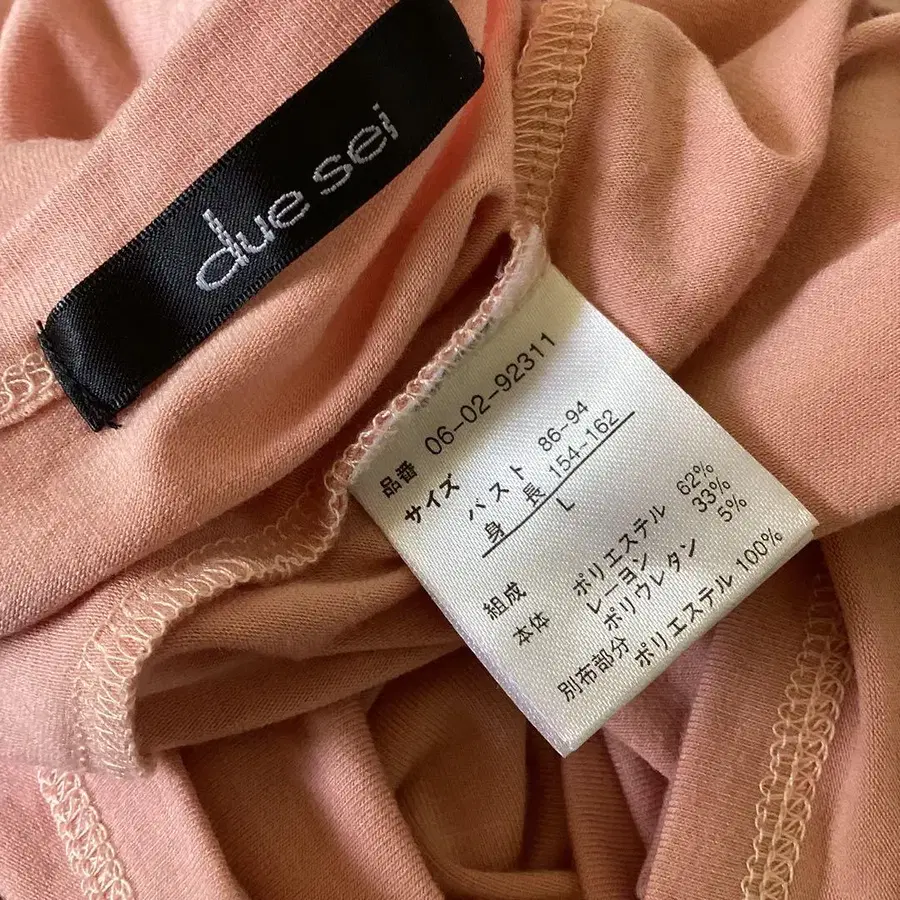 due sei
品番 06-02-92311
サイズ
バスト 86-94
身長 154-162
L
組成
本体 ポリエステル 62%
レーヨン 33%
ポリウレタン 5%
別布部分 ポリエステル 100%